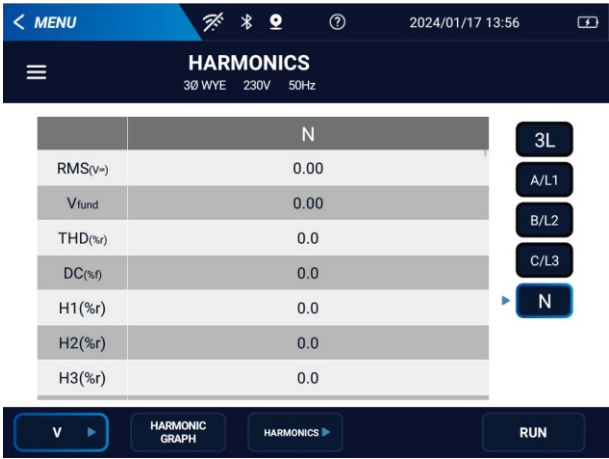 < MENU 2024/01/17 13:56
HARMONICS
3Ø WYE 230V 50Hz
N
RMS(V≂) 0.00
Vfund 0.00
THD(%r) 0.0
DC(%f) 0.0
H1(%r) 0.0
H2(%r) 0.0
H3(%r) 0.0
3L
A/L1
B/L2
C/L3
N
V
HARMONIC
GRAPH
HARMONICS
RUN